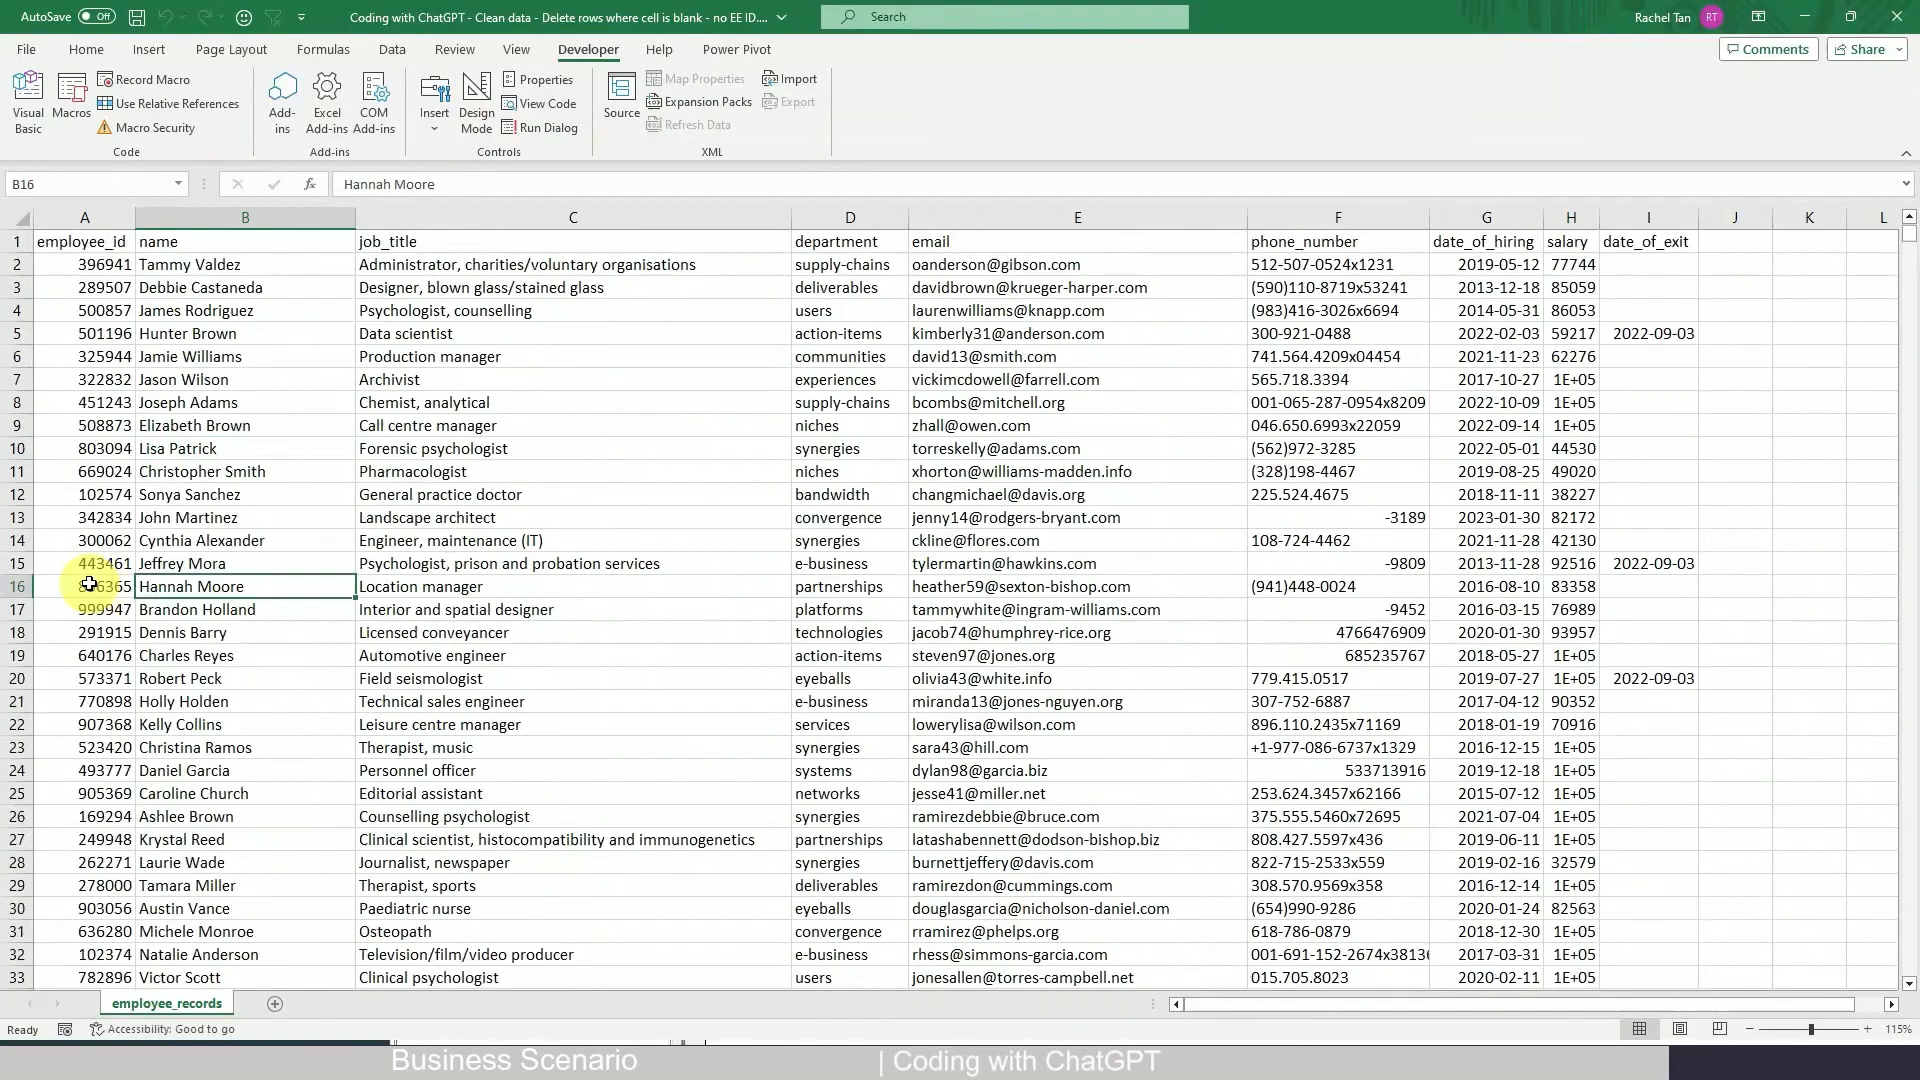 AutoSave Off Coding with ChatGPT - Clean data - Delete rows where cell is blank - no EE ID.... Search Rachel Tan RT
File Home Insert Page Layout Formulas Data Review View Developer Help Power Pivot Comments Share
Visual Basic
Macros
Record Macro
Use Relative References
Macro Security
Code
Add-ins
Excel Add-ins
COM Add-ins
Add-ins
Insert
Design Mode
Properties
View Code
Run Dialog
Controls
Source
Map Properties
Expansion Packs
Refresh Data
Import
Export
XML
B16 fx Hannah Moore
A B C D E F G H I J K L
1 employee_id name job_title department email phone_number date_of_hiring salary date_of_exit
2 396941 Tammy Valdez Administrator, charities/voluntary organisations supply-chains oanderson@gibson.com 512-507-0524x1231 2019-05-12 77744
3 289507 Debbie Castaneda Designer, blown glass/stained glass deliverables davidbrown@krueger-harper.com (590)110-8719x53241 2013-12-18 85059
4 500857 James Rodriguez Psychologist, counselling users laurenwilliams@knapp.com (983)416-3026x6694 2014-05-31 86053
5 501196 Hunter Brown Data scientist action-items kimberly31@anderson.com 300-921-0488 2022-02-03 59217 2022-09-03
6 325944 Jamie Williams Production manager communities david13@smith.com 741.564.4209x04454 2021-11-23 62276
7 322832 Jason Wilson Archivist experiences vickimcdowell@farrell.com 565.718.3394 2017-10-27 1E+05
8 451243 Joseph Adams Chemist, analytical supply-chains bcombs@mitchell.org 001-065-287-0954x8209 2022-10-09 1E+05
9 508873 Elizabeth Brown Call centre manager niches zhall@owen.com 046.650.6993x22059 2022-09-14 1E+05
10 803094 Lisa Patrick Forensic psychologist synergies torreskelly@adams.com (562)972-3285 2022-05-01 44530
11 669024 Christopher Smith Pharmacologist niches xhorton@williams-madden.info (328)198-4467 2019-08-25 49020
12 102574 Sonya Sanchez General practice doctor bandwidth changmichael@davis.org 225.524.4675 2018-11-11 38227
13 342834 John Martinez Landscape architect convergence jenny14@rodgers-bryant.com -3189 2023-01-30 82172
14 300062 Cynthia Alexander Engineer, maintenance (IT) synergies ckline@flores.com 108-724-4462 2021-11-28 42130
15 443461 Jeffrey Mora Psychologist, prison and probation services e-business tylermartin@hawkins.com -9809 2013-11-28 92516 2022-09-03
16 Hannah Moore Location manager partnerships heather59@sexton-bishop.com (941)448-0024 2016-08-10 83358
17 999947 Brandon Holland Interior and spatial designer platforms tammywhite@ingram-williams.com -9452 2016-03-15 76989
18 291915 Dennis Barry Licensed conveyancer technologies jacob74@humphrey-rice.org 4766476909 2020-01-30 93957
19 640176 Charles Reyes Automotive engineer action-items steven97@jones.org 685235767 2018-05-27 1E+05
20 573371 Robert Peck Field seismologist eyeballs olivia43@white.info 779.415.0517 2019-07-27 1E+05 2022-09-03
21 770898 Holly Holden Technical sales engineer e-business miranda13@jones-nguyen.org 307-752-6887 2017-04-12 90352
22 907368 Kelly Collins Leisure centre manager services lowerylisa@wilson.com 896.110.2435x71169 2018-01-19 70916
23 523420 Christina Ramos Therapist, music synergies sara43@hill.com +1-977-086-6737x1329 2016-12-15 1E+05
24 493777 Daniel Garcia Personnel officer systems dylan98@garcia.biz 533713916 2019-12-18 1E+05
25 905369 Caroline Church Editorial assistant networks jesse41@miller.net 253.624.3457x62166 2015-07-12 1E+05
26 169294 Ashlee Brown Counselling psychologist synergies ramirezdebbie@bruce.com 375.555.5460x72695 2021-07-04 1E+05
27 249948 Krystal Reed Clinical scientist, histocompatibility and immunogenetics partnerships latashabennett@dodson-bishop.biz 808.427.5597x436 2019-06-11 1E+05
28 262271 Laurie Wade Journalist, newspaper synergies burnettjeffery@davis.com 822-715-2533x559 2019-02-16 32579
29 278000 Tamara Miller Therapist, sports deliverables ramirezdon@cummings.com 308.570.9569x358 2016-12-14 1E+05
30 903056 Austin Vance Paediatric nurse eyeballs douglasgarcia@nicholson-daniel.com (654)990-9286 2020-01-24 82563
31 636280 Michele Monroe Osteopath convergence rramirez@phelps.org 618-786-0879 2018-12-30 1E+05
32 102374 Natalie Anderson Television/film/video producer e-business rhess@simmons-garcia.com 001-691-152-2674x3813 2017-03-31 1E+05
33 782896 Victor Scott Clinical psychologist users jonesallen@torres-campbell.net 015.705.8023 2020-02-11 1E+05
employee_records
Ready Accessibility: Good to go 115%
Business Scenario | Coding with ChatGPT